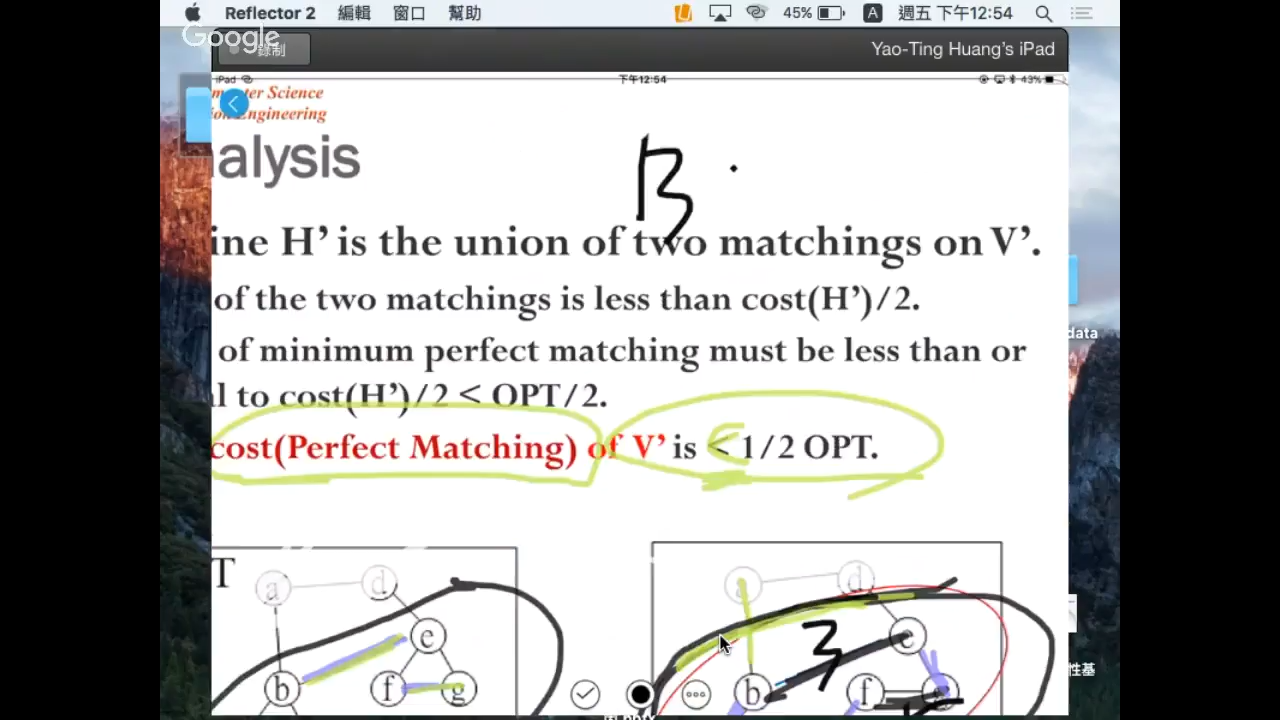 Reflector 2 編輯 窗口 幫助 45% A 週五 下午12:54
Google
錄制 Yao-Ting Huang's iPad
iPad 下午12:54 43%
Science
Engineering
alysis
B
ine H' is the union of two matchings on V'.
of the two matchings is less than cost(H')/2.
of minimum perfect matching must be less than or
l to cost(H')/2 < OPT/2.
cost(Perfect Matching) of V' is < 1/2 OPT.
data
T a d a d
e 3 e
b f g b f
性基